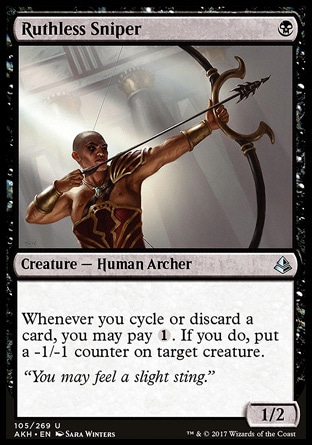 Ruthless Sniper
Creature — Human Archer
Whenever you cycle or discard a
card, you may pay 1. If you do, put
a -1/-1 counter on target creature.
"You may feel a slight sting."
1/2
105/269 U
AKH • EN SARA WINTERS
™ & © 2017 Wizards of the Coast